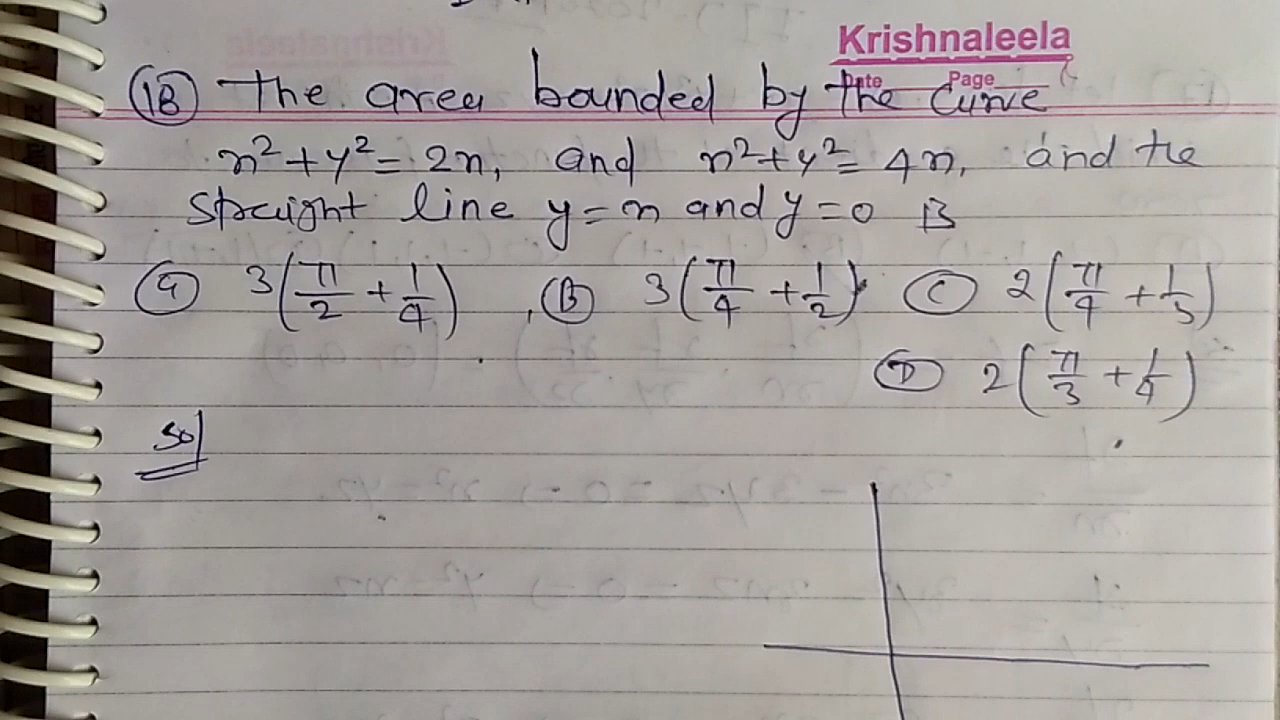 Krishnaleela
Date Page
(18) The area bounded by the curve
x² + y² = 2x, and x² + y² = 4x, and the
straight line y = x and y = 0 is
(a) 3(π/2 + 1/4), (B) 3(π/4 + 1/2) (C) 2(π/4 + 1/3)
(D) 2(π/3 + 1/4)
Sol